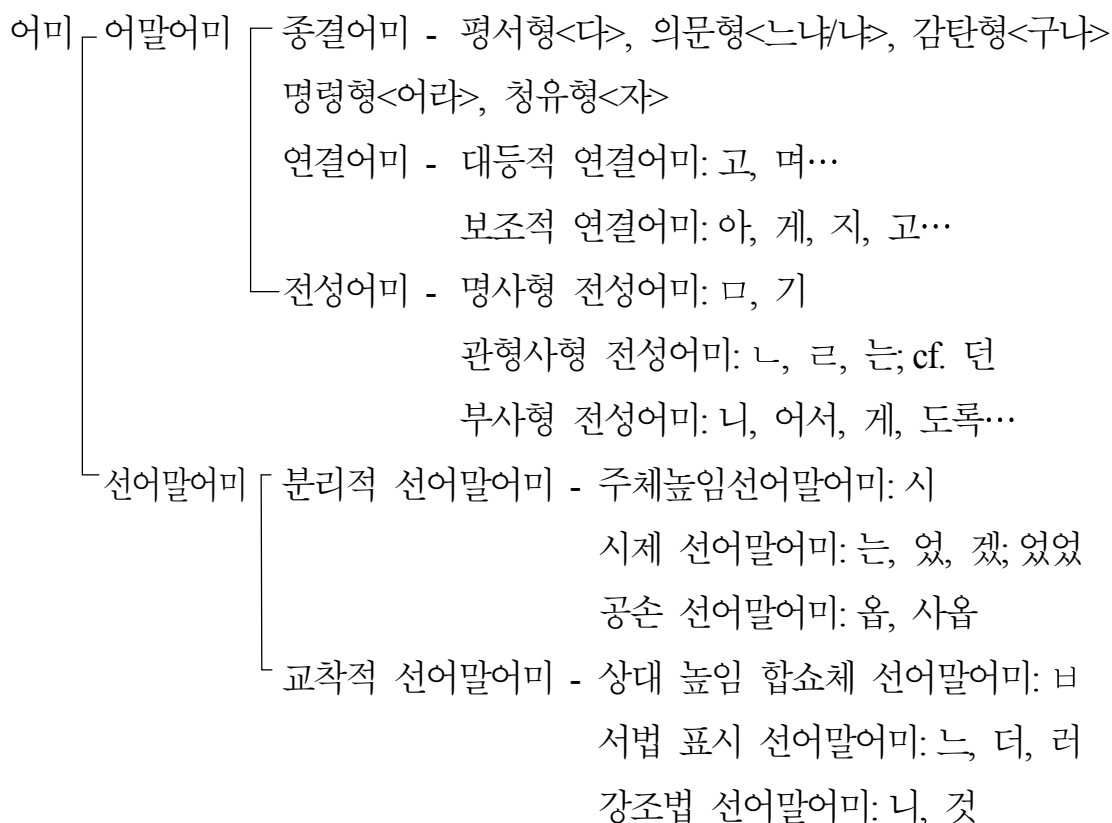 어미 어말어미 종결어미 - 평서형<다>, 의문형<느냐/냐>, 감탄형<구나>
명령형<어라>, 청유형<자>
연결어미 - 대등적 연결어미: 고, 며…
보조적 연결어미: 아, 게, 지, 고…
전성어미 - 명사형 전성어미: ㅁ, 기
관형사형 전성어미: ㄴ, ㄹ, 는; cf. 던
부사형 전성어미: 니, 어서, 게, 도록…
선어말어미 분리적 선어말어미 - 주체높임선어말어미: 시
시제 선어말어미: 는, 었, 겠; 었었
공손 선어말어미: 옵, 사옵
교착적 선어말어미 - 상대 높임 합쇼체 선어말어미: ㅂ
서법 표시 선어말어미: 느, 더, 러
강조법 선어말어미: 니, 것